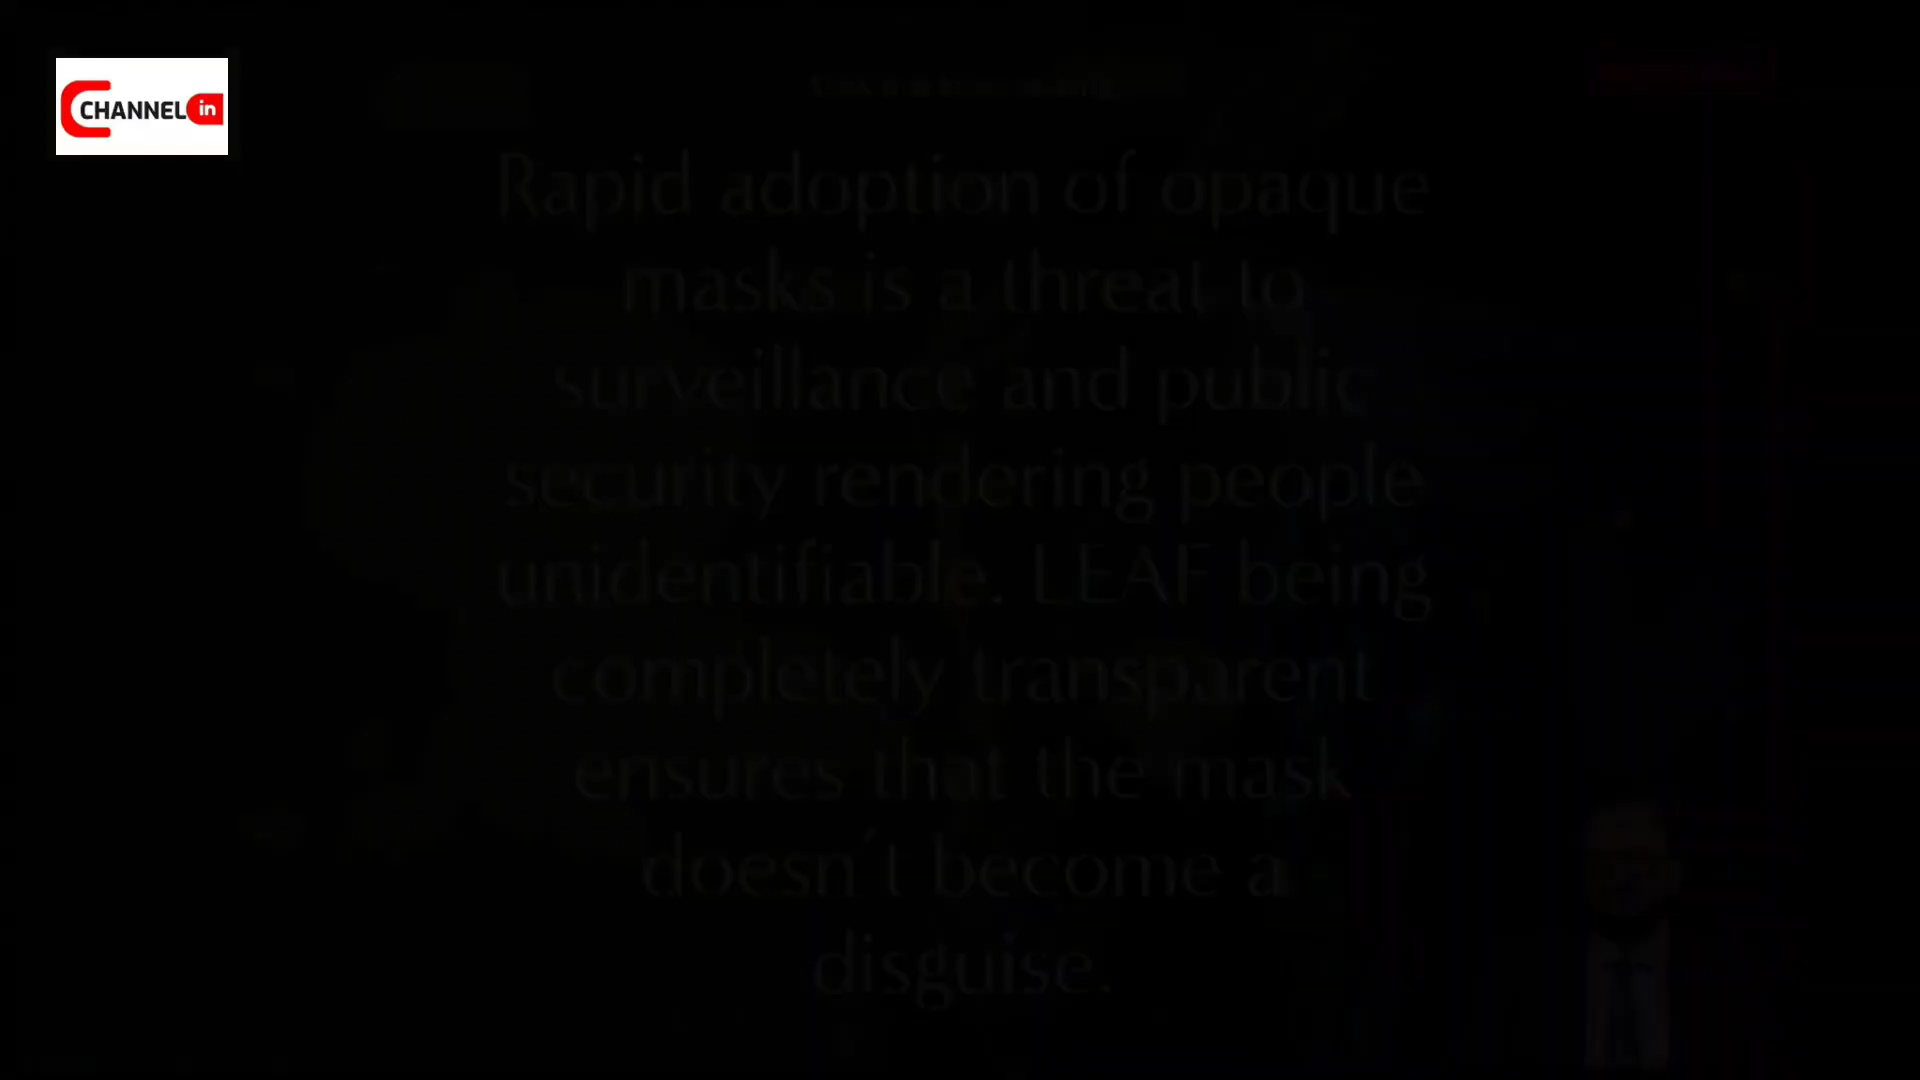 CHANNEL in
Rapid adoption of opaque
masks is a threat to
surveillance and public
security rendering people
unidentifiable. LEAF being
completely transparent
ensures that the mask
doesn´t become a
disguise.